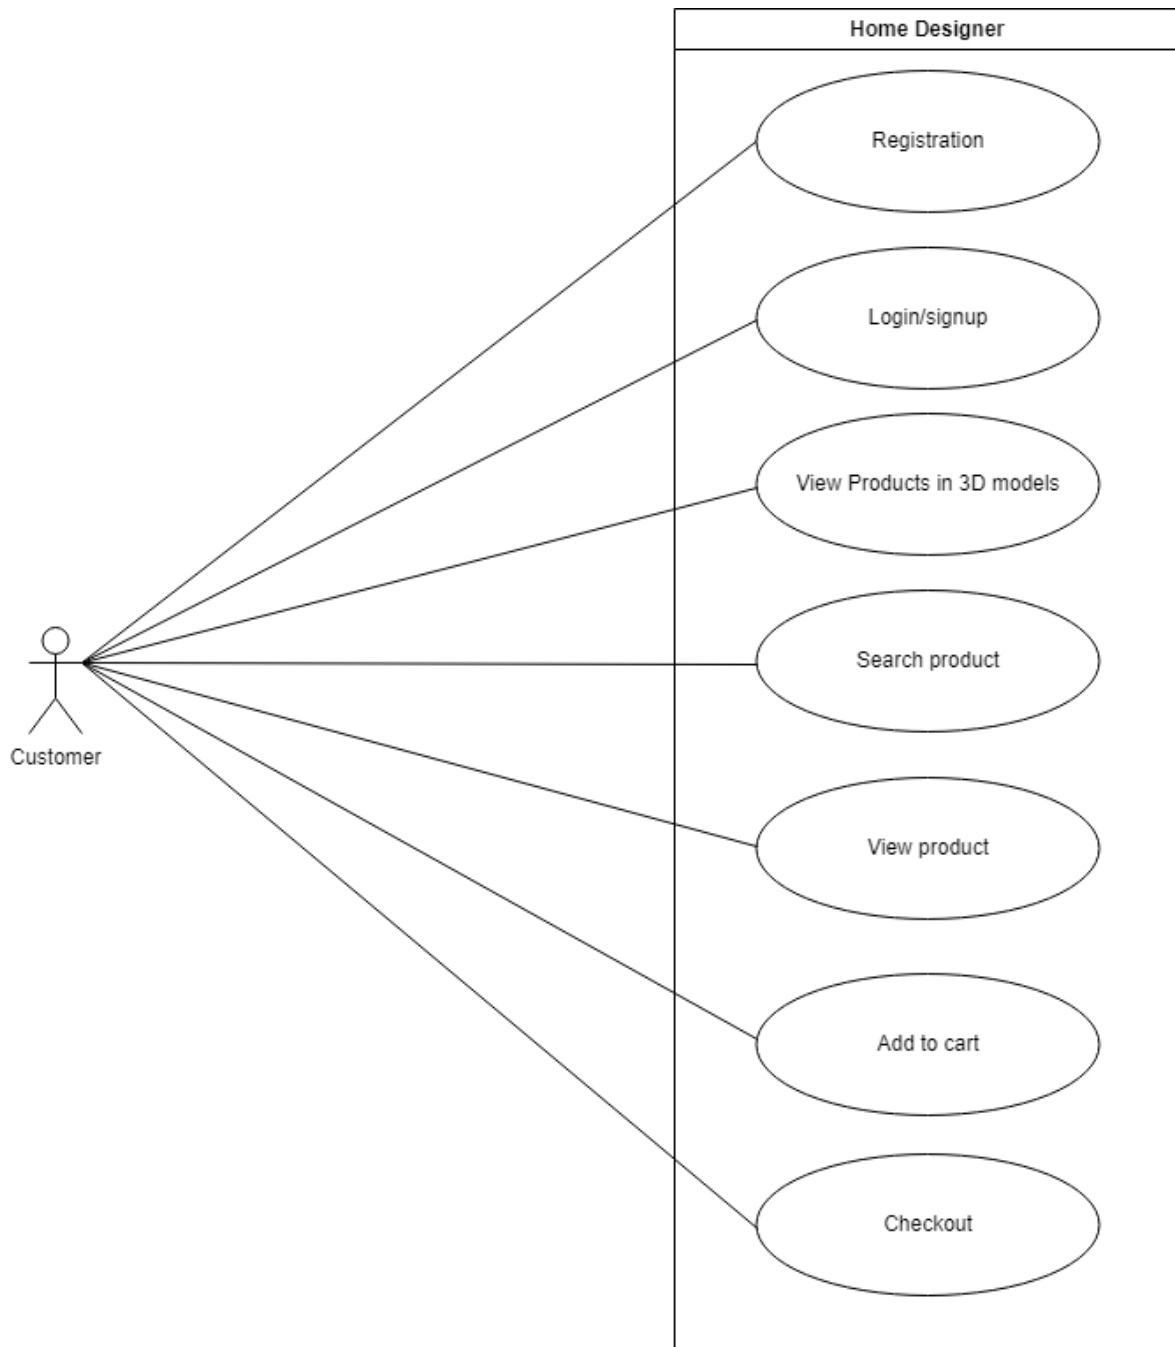 Home Designer
Registration
Login/signup
View Products in 3D models
Search product
Customer
View product
Add to cart
Checkout